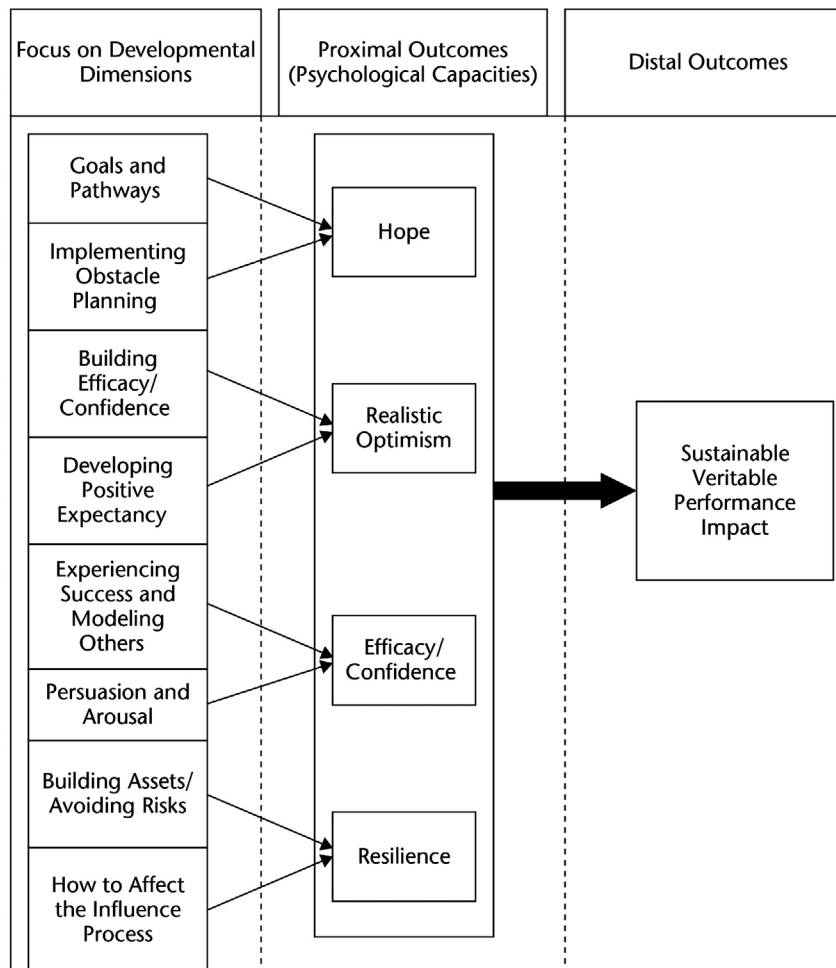 Focus on Developmental
Dimensions
Proximal Outcomes
(Psychological Capacities)
Distal Outcomes
Goals and
Pathways
Implementing
Obstacle
Planning
Building
Efficacy/
Confidence
Developing
Positive
Expectancy
Experiencing
Success and
Modeling
Others
Persuasion and
Arousal
Building Assets/
Avoiding Risks
How to Affect
the Influence
Process
Hope
Realistic
Optimism
Efficacy/
Confidence
Resilience
Sustainable
Veritable
Performance
Impact